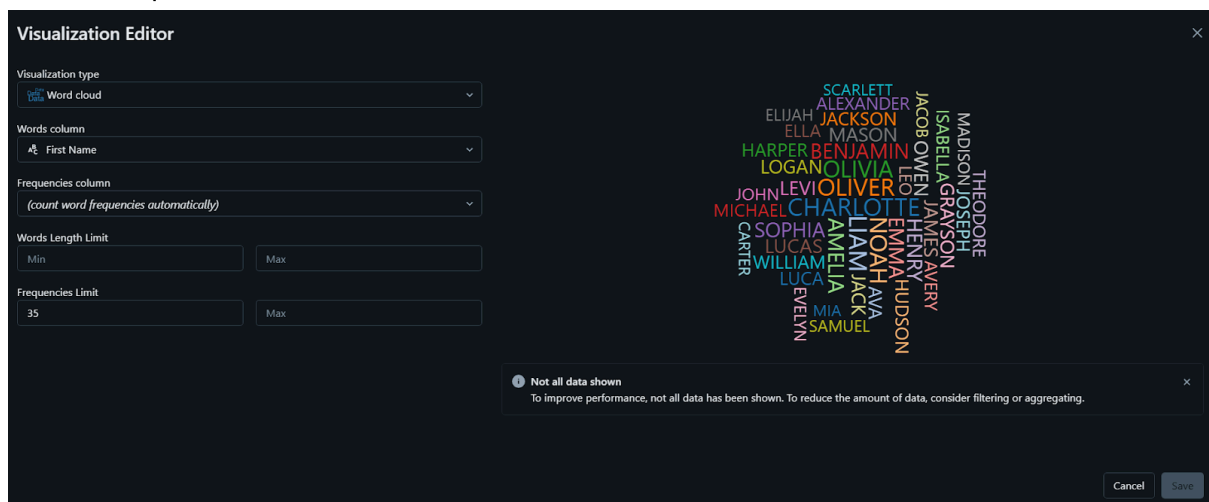 Visualization Editor
Visualization type
Word cloud
Words column
First Name
Frequencies column
(count word frequencies automatically)
Words Length Limit
Min Max
Frequencies Limit
35 Max
SCARLETT
ALEXANDER
ELIJAH JACKSON
ELLA MASON
HARPER BENJAMIN
LOGAN OLIVIA
JOHN LEVI OLIVER
MICHAEL CHARLOTTE
SOPHIA
LUCAS
WILLIAM
LUCA
MIA
SAMUEL
CARTER
EVELYN
AMELIA
LIAM
JACK
NOAH
AVA
EMMA
HUDSON
HENRY
LEO
JAMES
AVERY
JACOB
OWEN
ISABELLA
GRAYSON
MADISON
JOSEPH
THEODORE
Not all data shown
To improve performance, not all data has been shown. To reduce the amount of data, consider filtering or aggregating.
Cancel Save